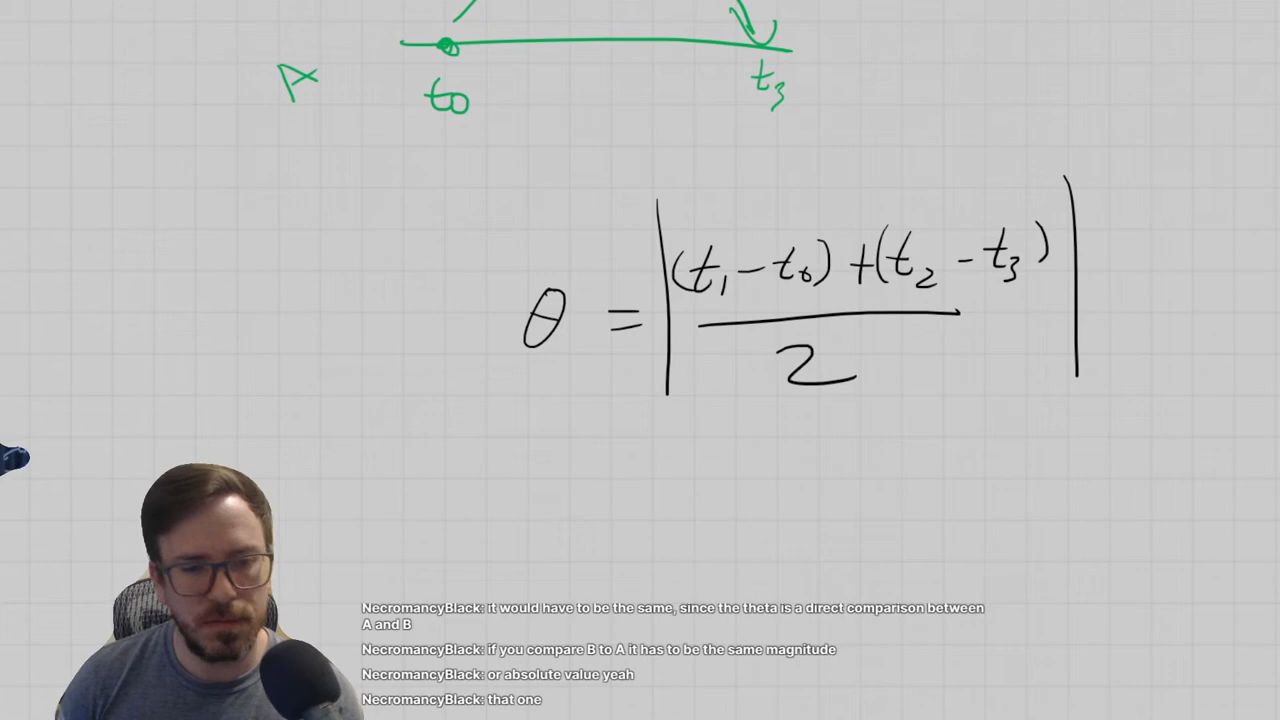 A t0 t3
θ = | (t1 - t0) + (t2 - t3) / 2 |
NecromancyBlack: it would have to be the same, since the theta is a direct comparison between
A and B
NecromancyBlack: if you compare B to A it has to be the same magnitude
NecromancyBlack: or absolute value yeah
NecromancyBlack: that one